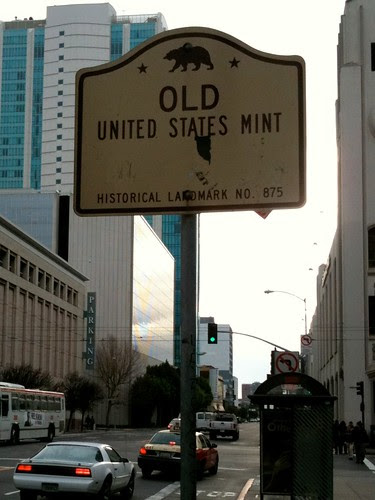 OLD
UNITED STATES MINT
HISTORICAL LANDMARK NO. 875
PARKING